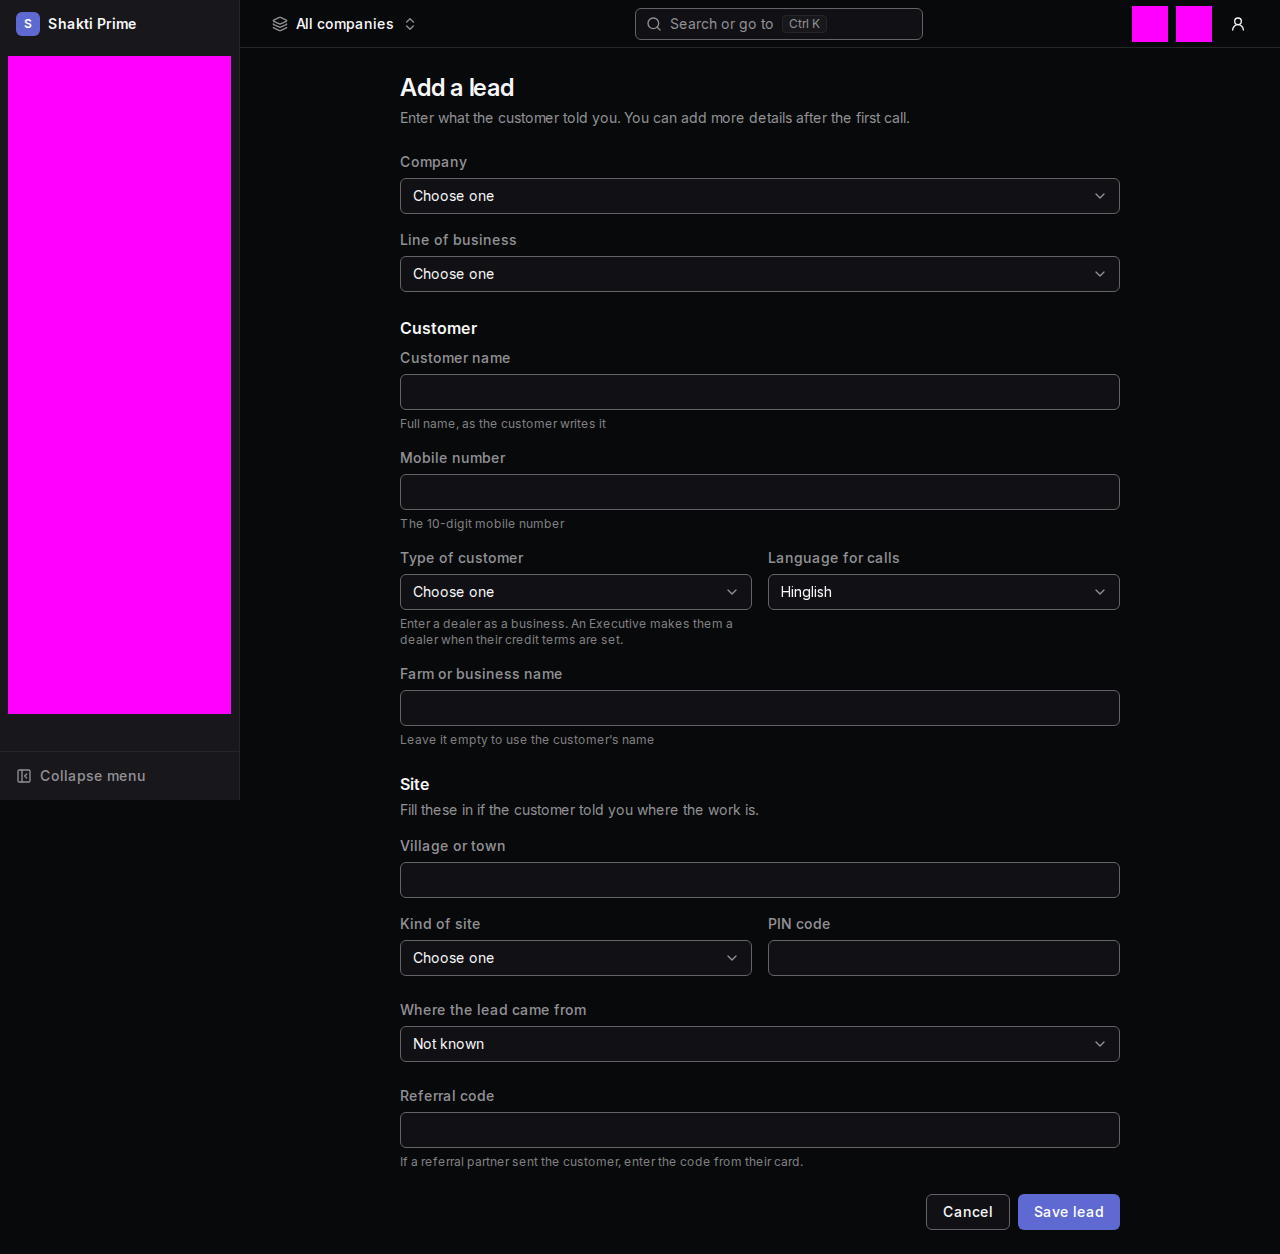 S Shakti Prime
All companies
Search or go to Ctrl K
Add a lead
Enter what the customer told you. You can add more details after the first call.
Company
Choose one
Line of business
Choose one
Customer
Customer name
Full name, as the customer writes it
Mobile number
The 10-digit mobile number
Type of customer
Choose one
Enter a dealer as a business. An Executive makes them a
dealer when their credit terms are set.
Language for calls
Hinglish
Farm or business name
Leave it empty to use the customer's name
Site
Fill these in if the customer told you where the work is.
Village or town
Kind of site
Choose one
PIN code
Where the lead came from
Not known
Referral code
If a referral partner sent the customer, enter the code from their card.
Cancel
Save lead
Collapse menu